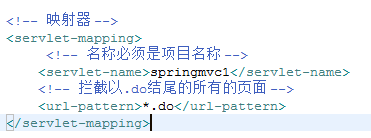 <!-- 映射器 -->
<servlet-mapping>
<!-- 名称必须是项目名称 -->
<servlet-name>springmvc1</servlet-name>
<!-- 拦截以.do结尾的所有的页面 -->
<url-pattern>*.do</url-pattern>
</servlet-mapping>